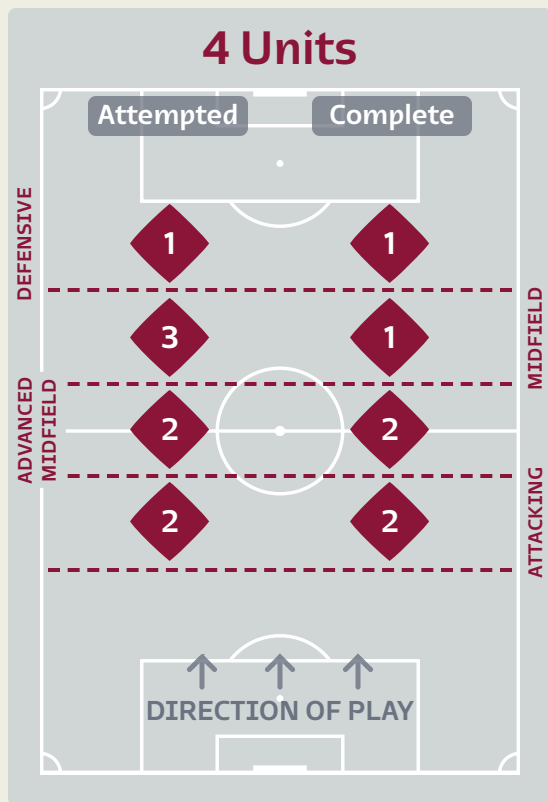 4 Units
Attempted Complete
DEFENSIVE
1 1
MIDFIELD
3 1
ADVANCED
MIDFIELD
2 2
ATTACKING
2 2
DIRECTION OF PLAY